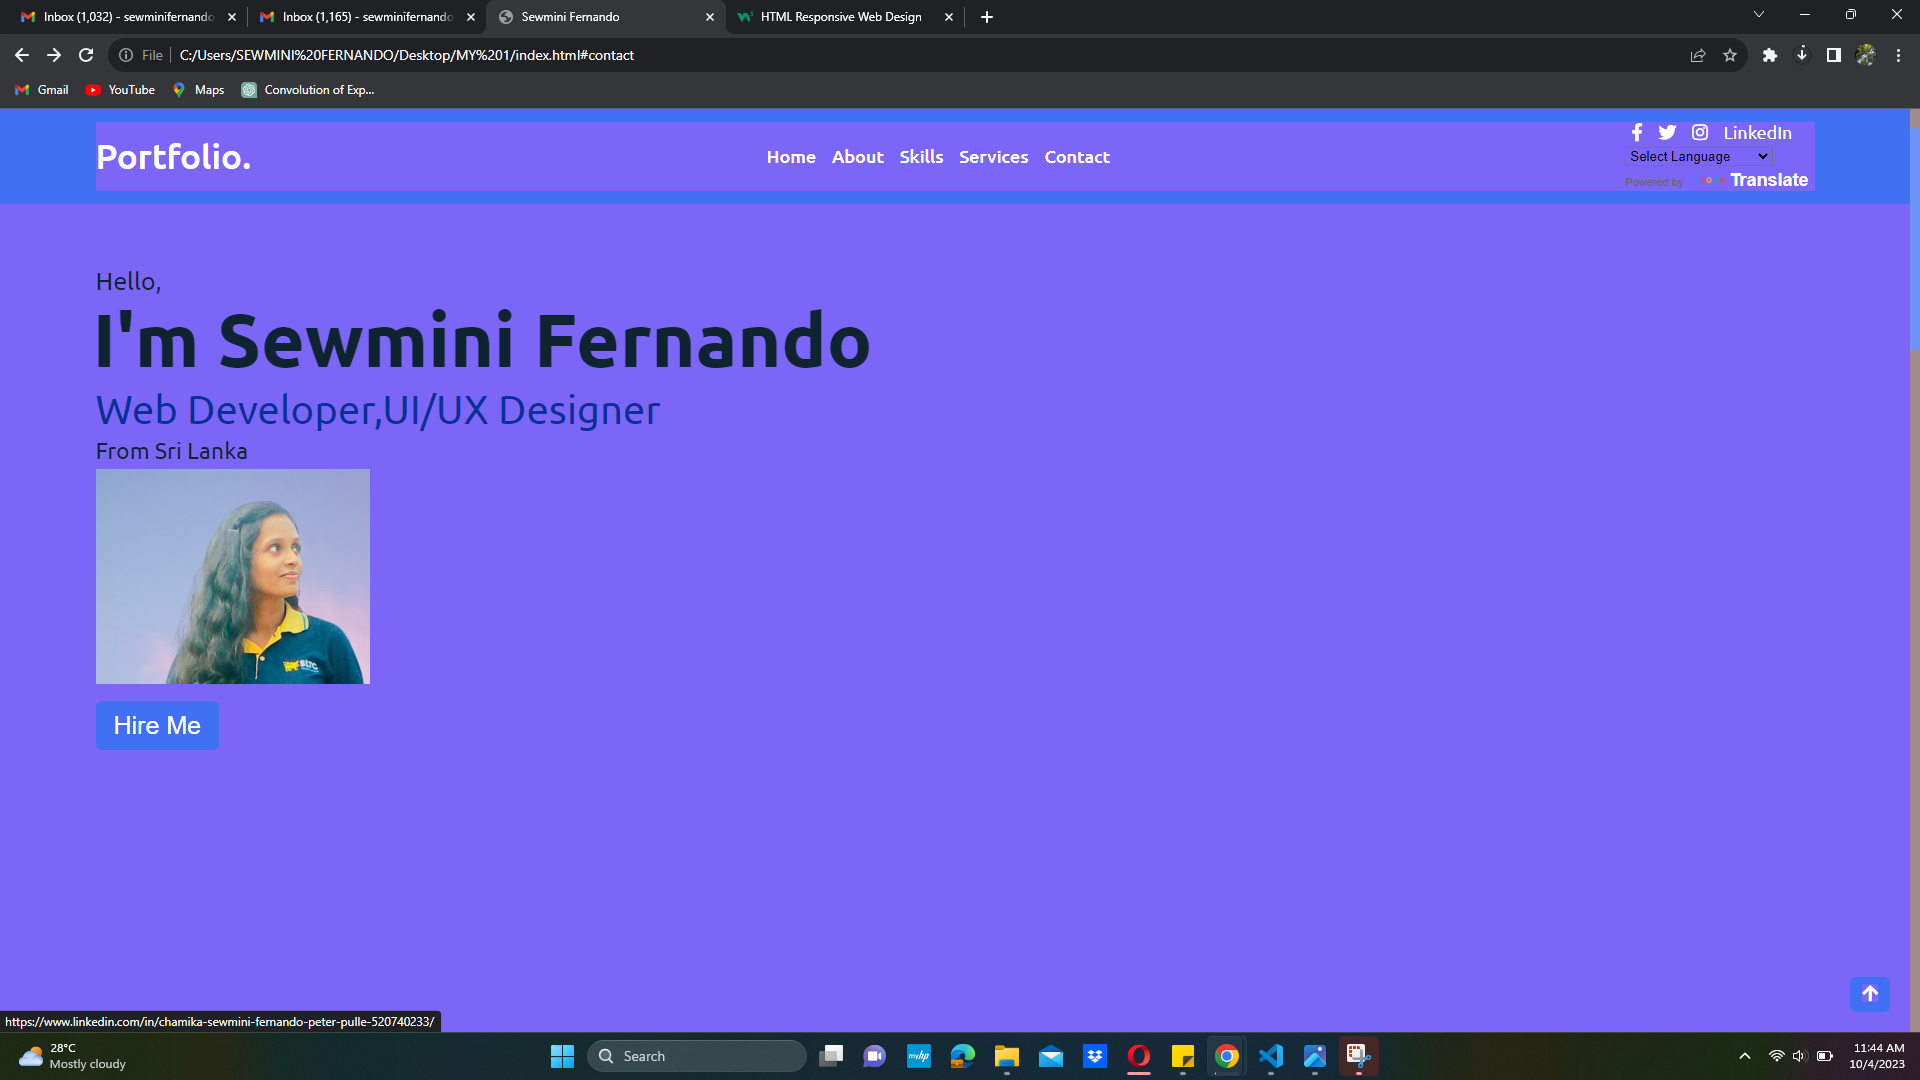 Inbox (1,032) - sewminifernando
Inbox (1,165) - sewminifernando
Sewmini Fernando
HTML Responsive Web Design
File
C:/Users/SEWMINI%20FERNANDO/Desktop/MY%201/index.html#contact
Gmail
YouTube
Maps
Convolution of Exp...
Portfolio.
Home
About
Skills
Services
Contact
LinkedIn
Select Language
Powered by
Translate
Hello,
I'm Sewmini Fernando
Web Developer,UI/UX Designer
From Sri Lanka
SLTC
Hire Me
https://www.linkedin.com/in/chamika-sewmini-fernando-peter-pulle-520740233/
28°C
Mostly cloudy
Search
myhp
11:44 AM
10/4/2023